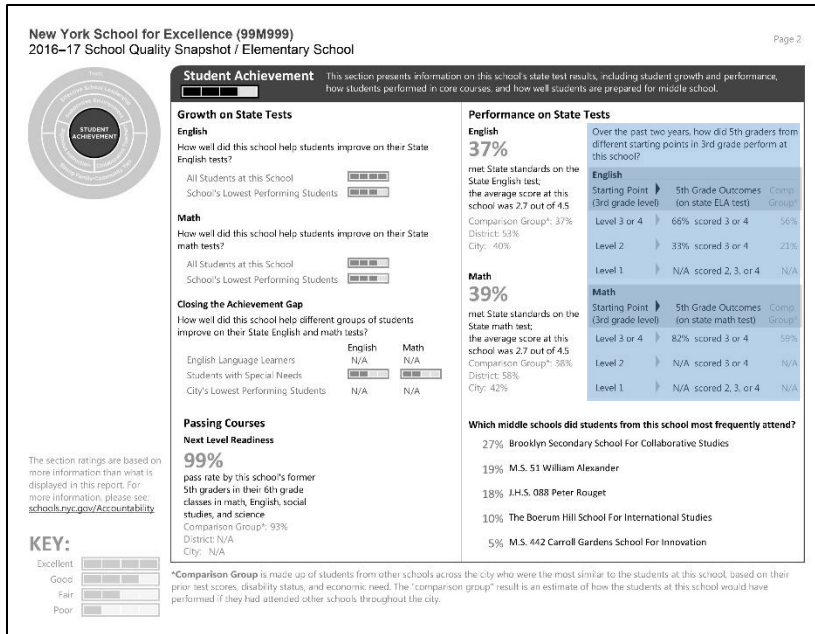 New York School for Excellence (99M999)
2016–17 School Quality Snapshot / Elementary School
Page 2
STUDENT
ACHIEVEMENT
Student Achievement
This section presents information on this school's state test results, including student growth and performance,
how students performed in core courses, and how well students are prepared for middle school.
Growth on State Tests
English
How well did this school help students improve on their State
English tests?
All Students at this School
School's Lowest Performing Students
Math
How well did this school help students improve on their State
math tests?
All Students at this School
School's Lowest Performing Students
Closing the Achievement Gap
How well did this school help different groups of students
improve on their State English and math tests?
English Math
English Language Learners N/A N/A
Students with Special Needs
City's Lowest Performing Students N/A N/A
Passing Courses
Next Level Readiness
99%
pass rate by this school's former
5th graders in their 6th grade
classes in math, English, social
studies, and science
Comparison Group*: 93%
District: N/A
City: N/A
Performance on State Tests
English
37%
met State standards on the
State English test;
the average score at this
school was 2.7 out of 4.5
Comparison Group*: 37%
District: 53%
City: 40%
Math
39%
met State standards on the
State math test;
the average score at this
school was 2.7 out of 4.5
Comparison Group*: 38%
District: 58%
City: 42%
Over the past two years, how did 5th graders from
different starting points in 3rd grade perform at
this school?
English
Starting Point 5th Grade Outcomes Comp
(3rd grade level) (on state ELA test) Group*
Level 3 or 4 66% scored 3 or 4 56%
Level 2 33% scored 3 or 4 21%
Level 1 N/A scored 2, 3, or 4 N/A
Math
Starting Point 5th Grade Outcomes Comp
(3rd grade level) (on state math test) Group*
Level 3 or 4 82% scored 3 or 4 59%
Level 2 N/A scored 3 or 4 N/A
Level 1 N/A scored 2, 3, or 4 N/A
Which middle schools did students from this school most frequently attend?
27% Brooklyn Secondary School For Collaborative Studies
19% M.S. 51 William Alexander
18% J.H.S. 088 Peter Rouget
10% The Boerum Hill School For International Studies
5% M.S. 442 Carroll Gardens School For Innovation
The section ratings are based on
more information than what is
displayed in this report. For
more information, please see:
schools.nyc.gov/Accountability
KEY:
Excellent
Good
Fair
Poor
*Comparison Group is made up of students from other schools across the city who were the most similar to the students at this school, based on their
prior test scores, disability status, and economic need. The "comparison group" result is an estimate of how the students at this school would have
performed if they had attended other schools throughout the city.